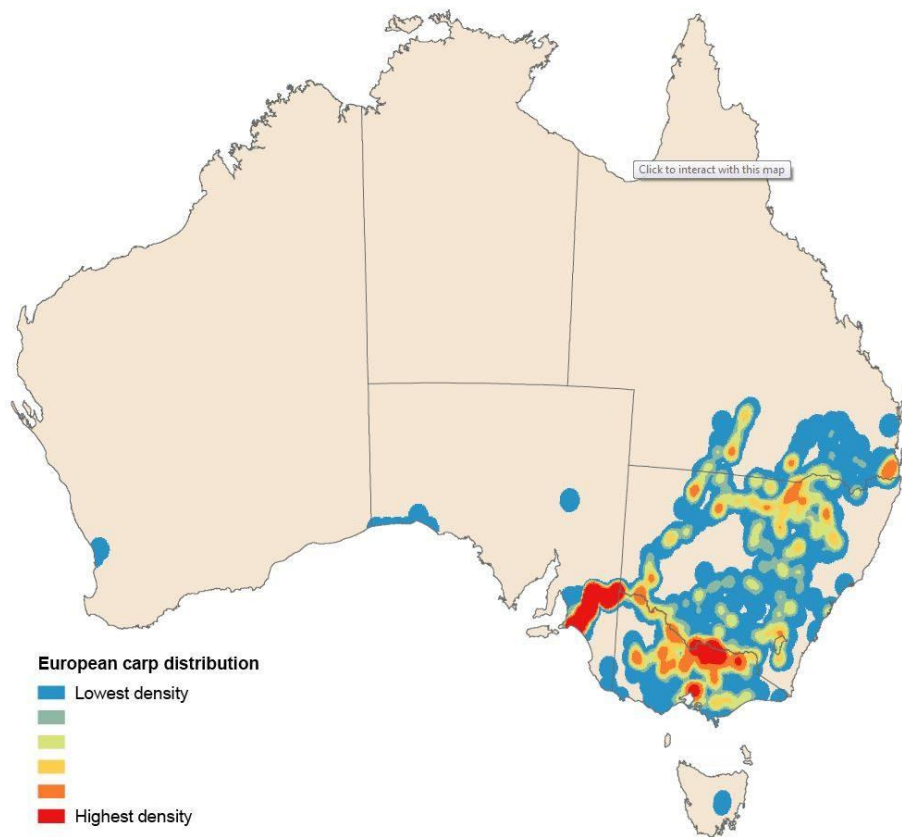 Click to interact with this map
European carp distribution
Lowest density
Highest density